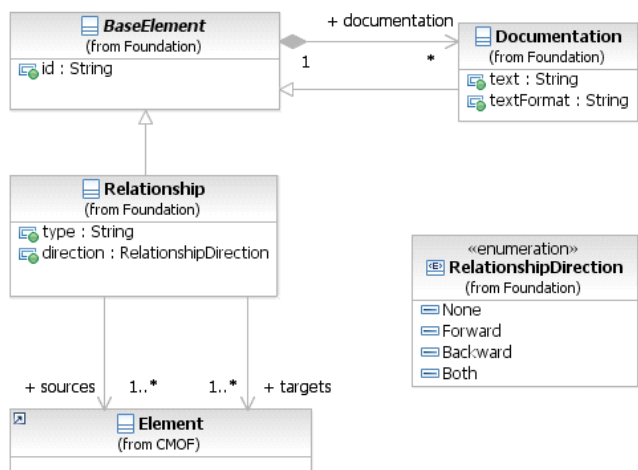 BaseElement
(from Foundation)
id : String
+ documentation
1
*
Documentation
(from Foundation)
text : String
textFormat : String
Relationship
(from Foundation)
type : String
direction : RelationshipDirection
«enumeration»
<E> RelationshipDirection
(from Foundation)
None
Forward
Backward
Both
+ sources
1..*
1..*
+ targets
Element
(from CMOF)